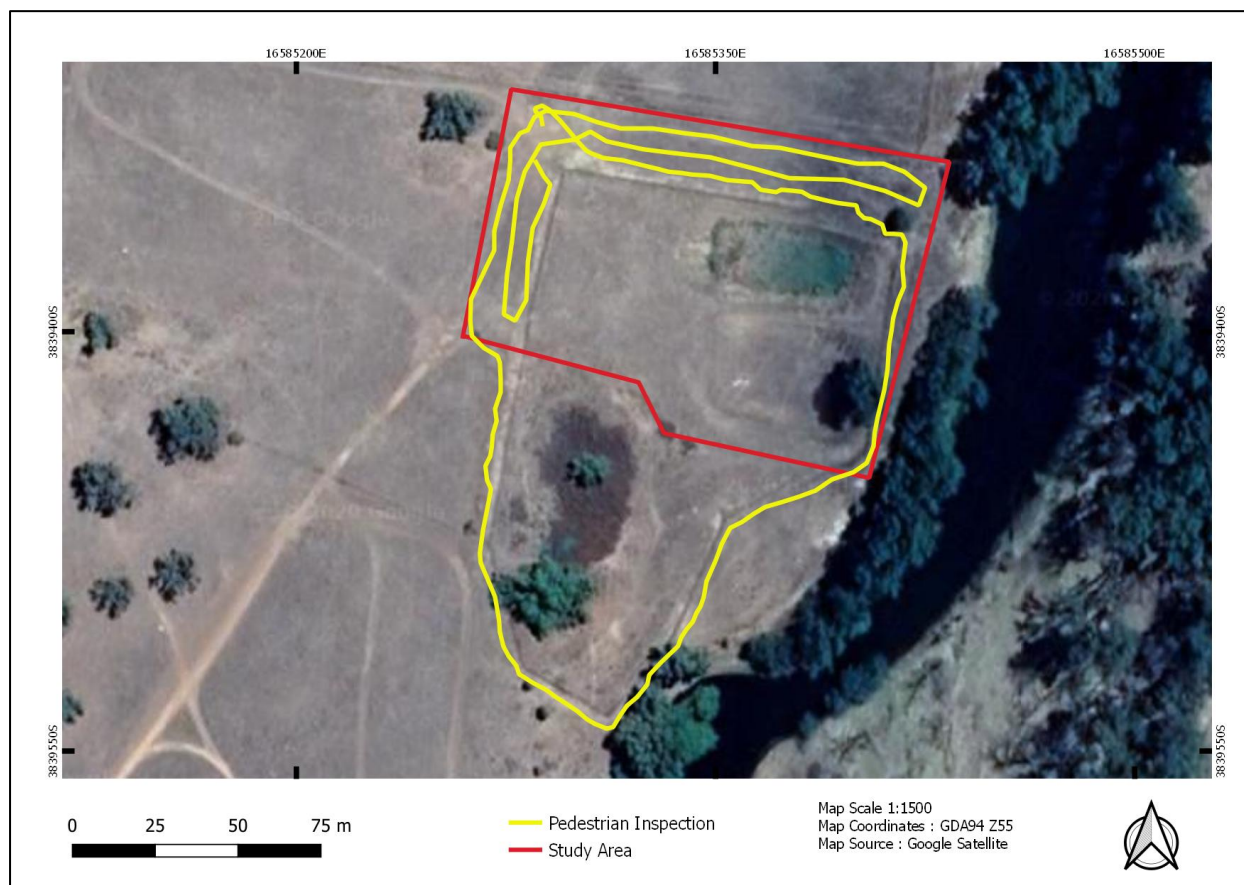 16585200E
16585350E
16585500E
3839400S
3839400S
3839550S
3839550S
0 25 50 75 m
Pedestrian Inspection
Study Area
Map Scale 1:1500
Map Coordinates : GDA94 Z55
Map Source : Google Satellite